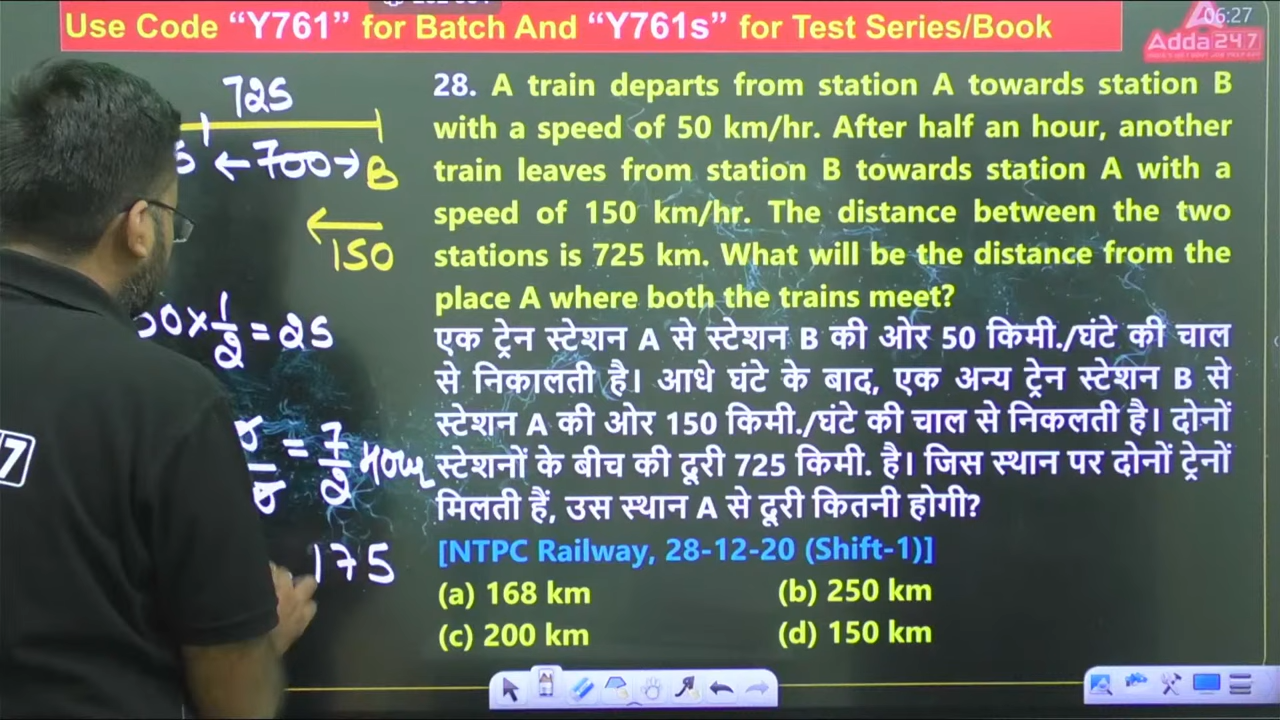 Use Code “Y761” for Batch And “Y761s” for Test Series/Book
06:27
Adda 247
725
←700→ B
150
×1/2=25
=7/2 Hour
175
7
28. A train departs from station A towards station B
with a speed of 50 km/hr. After half an hour, another
train leaves from station B towards station A with a
speed of 150 km/hr. The distance between the two
stations is 725 km. What will be the distance from the
place A where both the trains meet?
एक ट्रेन स्टेशन A से स्टेशन B की ओर 50 किमी./घंटे की चाल
से निकालती है। आधे घंटे के बाद, एक अन्य ट्रेन स्टेशन B से
स्टेशन A की ओर 150 किमी./घंटे की चाल से निकलती है। दोनों
स्टेशनों के बीच की दूरी 725 किमी. है। जिस स्थान पर दोनों ट्रेनों
मिलती हैं, उस स्थान A से दूरी कितनी होगी?
[NTPC Railway, 28-12-20 (Shift-1)]
(a) 168 km (b) 250 km
(c) 200 km (d) 150 km